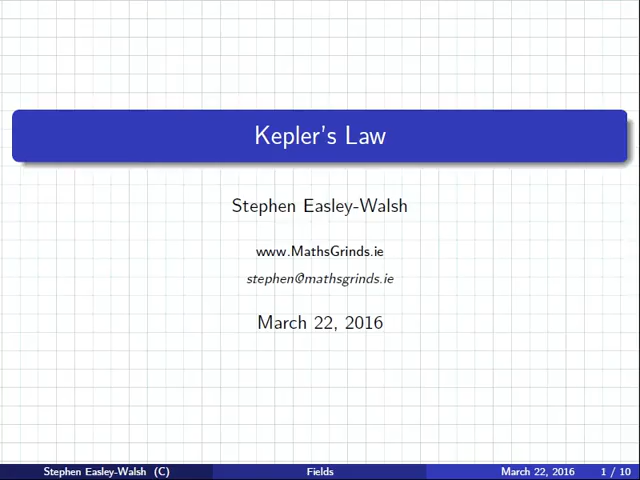 Kepler's Law
Stephen Easley-Walsh
www.MathsGrinds.ie
stephen@mathsgrinds.ie
March 22, 2016
Stephen Easley-Walsh (C) Fields March 22, 2016 1 / 10